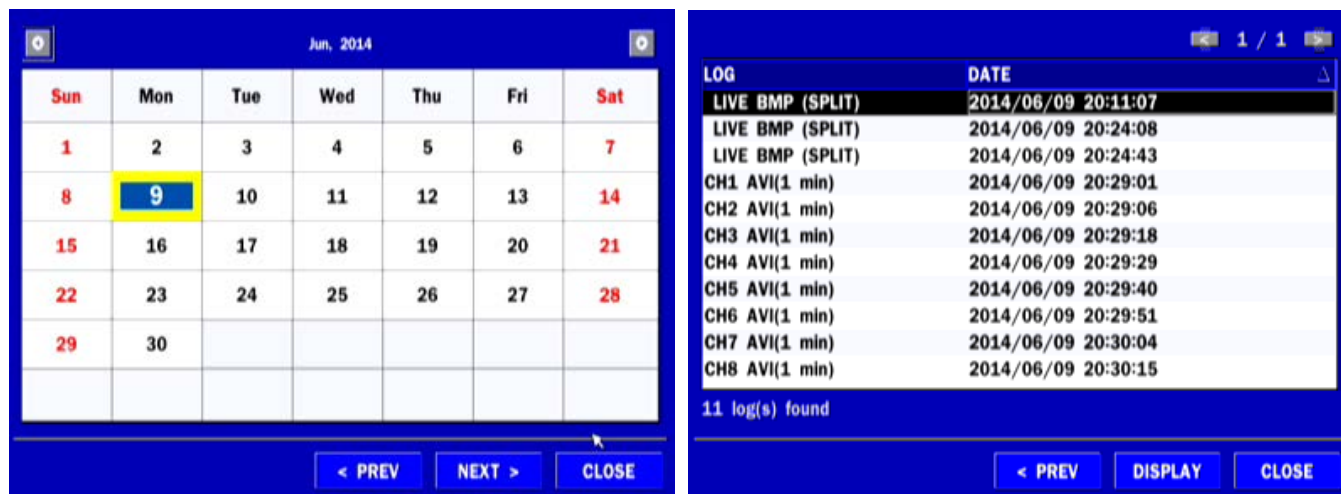 Jun, 2014
Sun Mon Tue Wed Thu Fri Sat
1 2 3 4 5 6 7
8 9 10 11 12 13 14
15 16 17 18 19 20 21
22 23 24 25 26 27 28
29 30
< PREV NEXT > CLOSE
< 1 / 1 >
LOG DATE
LIVE BMP (SPLIT) 2014/06/09 20:11:07
LIVE BMP (SPLIT) 2014/06/09 20:24:08
LIVE BMP (SPLIT) 2014/06/09 20:24:43
CH1 AVI(1 min) 2014/06/09 20:29:01
CH2 AVI(1 min) 2014/06/09 20:29:06
CH3 AVI(1 min) 2014/06/09 20:29:18
CH4 AVI(1 min) 2014/06/09 20:29:29
CH5 AVI(1 min) 2014/06/09 20:29:40
CH6 AVI(1 min) 2014/06/09 20:29:51
CH7 AVI(1 min) 2014/06/09 20:30:04
CH8 AVI(1 min) 2014/06/09 20:30:15
11 log(s) found
< PREV DISPLAY CLOSE